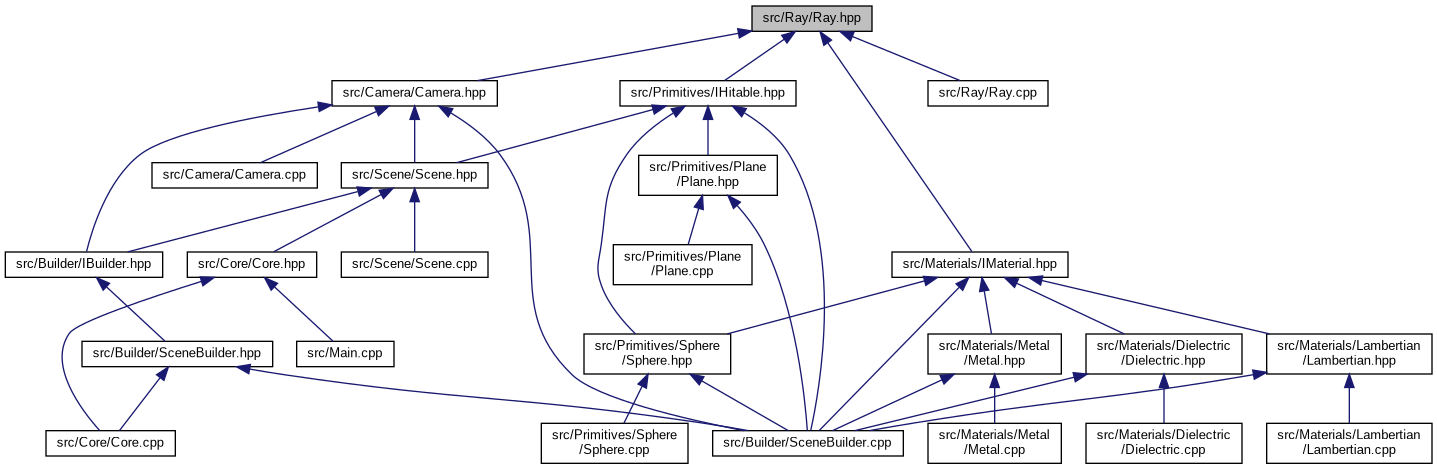 src/Ray/Ray.hpp
src/Camera/Camera.hpp
src/Primitives/IHitable.hpp
src/Ray/Ray.cpp
src/Camera/Camera.cpp
src/Scene/Scene.hpp
src/Primitives/Plane
/Plane.hpp
src/Builder/IBuilder.hpp
src/Core/Core.hpp
src/Scene/Scene.cpp
src/Primitives/Plane
/Plane.cpp
src/Materials/IMaterial.hpp
src/Builder/SceneBuilder.hpp
src/Main.cpp
src/Primitives/Sphere
/Sphere.hpp
src/Materials/Metal
/Metal.hpp
src/Materials/Dielectric
/Dielectric.hpp
src/Materials/Lambertian
/Lambertian.hpp
src/Core/Core.cpp
src/Primitives/Sphere
/Sphere.cpp
src/Builder/SceneBuilder.cpp
src/Materials/Metal
/Metal.cpp
src/Materials/Dielectric
/Dielectric.cpp
src/Materials/Lambertian
/Lambertian.cpp